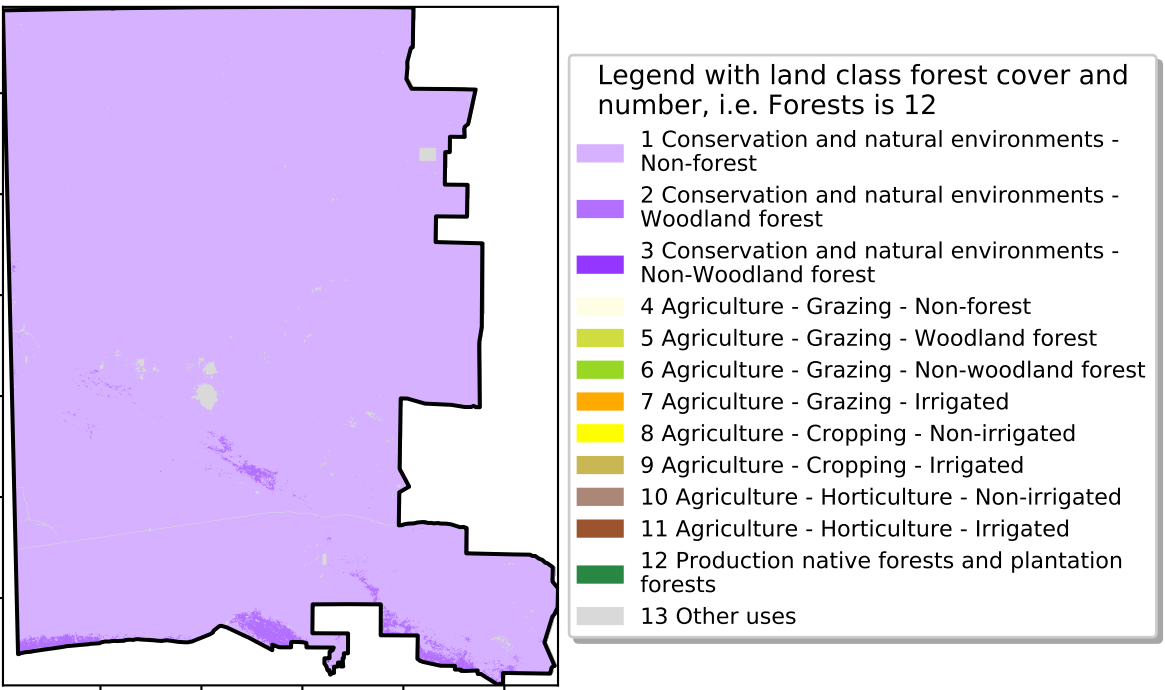 Legend with land class forest cover and
number, i.e. Forests is 12
1 Conservation and natural environments -
Non-forest
2 Conservation and natural environments -
Woodland forest
3 Conservation and natural environments -
Non-Woodland forest
4 Agriculture - Grazing - Non-forest
5 Agriculture - Grazing - Woodland forest
6 Agriculture - Grazing - Non-woodland forest
7 Agriculture - Grazing - Irrigated
8 Agriculture - Cropping - Non-irrigated
9 Agriculture - Cropping - Irrigated
10 Agriculture - Horticulture - Non-irrigated
11 Agriculture - Horticulture - Irrigated
12 Production native forests and plantation
forests
13 Other uses